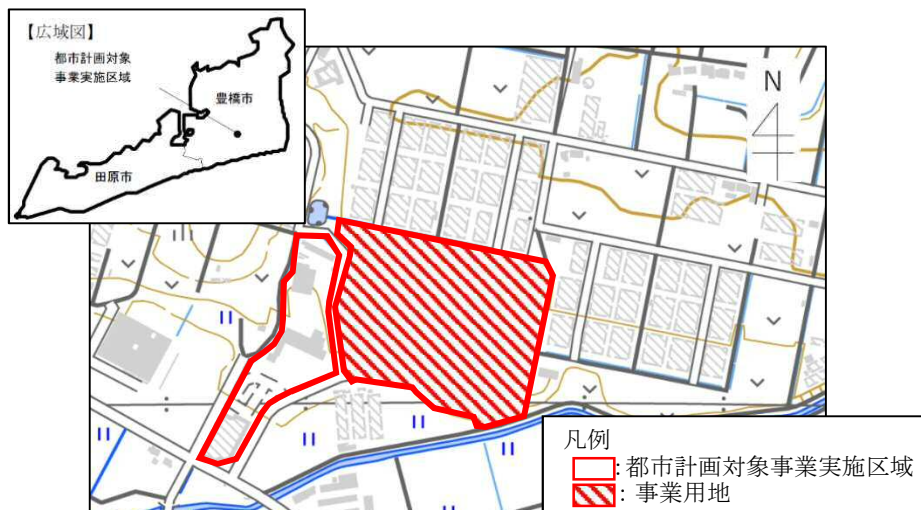 【広域図】
都市計画対象
事業実施区域
豊橋市
田原市
N
凡例
:都市計画対象事業実施区域
:事業用地